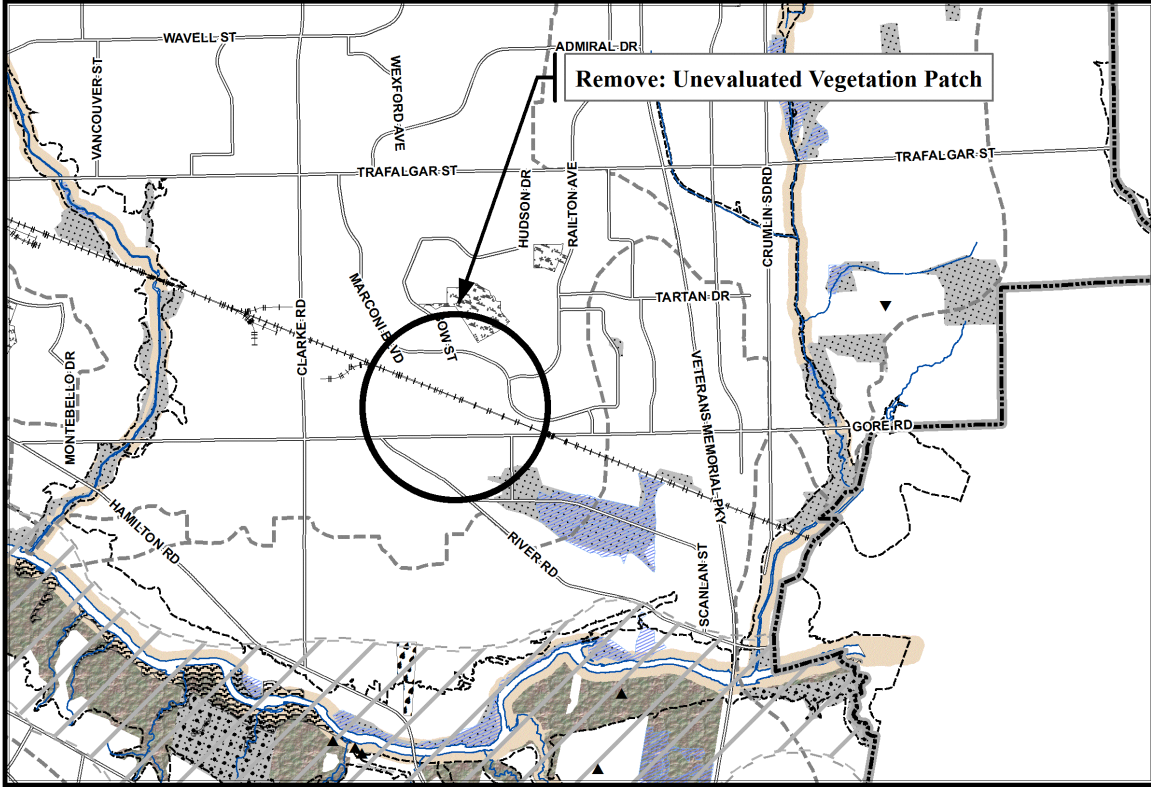 WAVELL ST
ADMIRAL DR
VANCOUVER ST
WEXFORD AVE
Remove: Unevaluated Vegetation Patch
TRAFALGAR ST
TRAFALGAR ST
HUDSON DR
RAILTON AVE
CRUMLIN SDRD
MARCONI BLVD
BOW ST
TARTAN DR
CLARKE RD
MONTEBELLO DR
VETERANS MEMORIAL PKY
GORE RD
HAMILTON RD
RIVER RD
SCANLAN ST